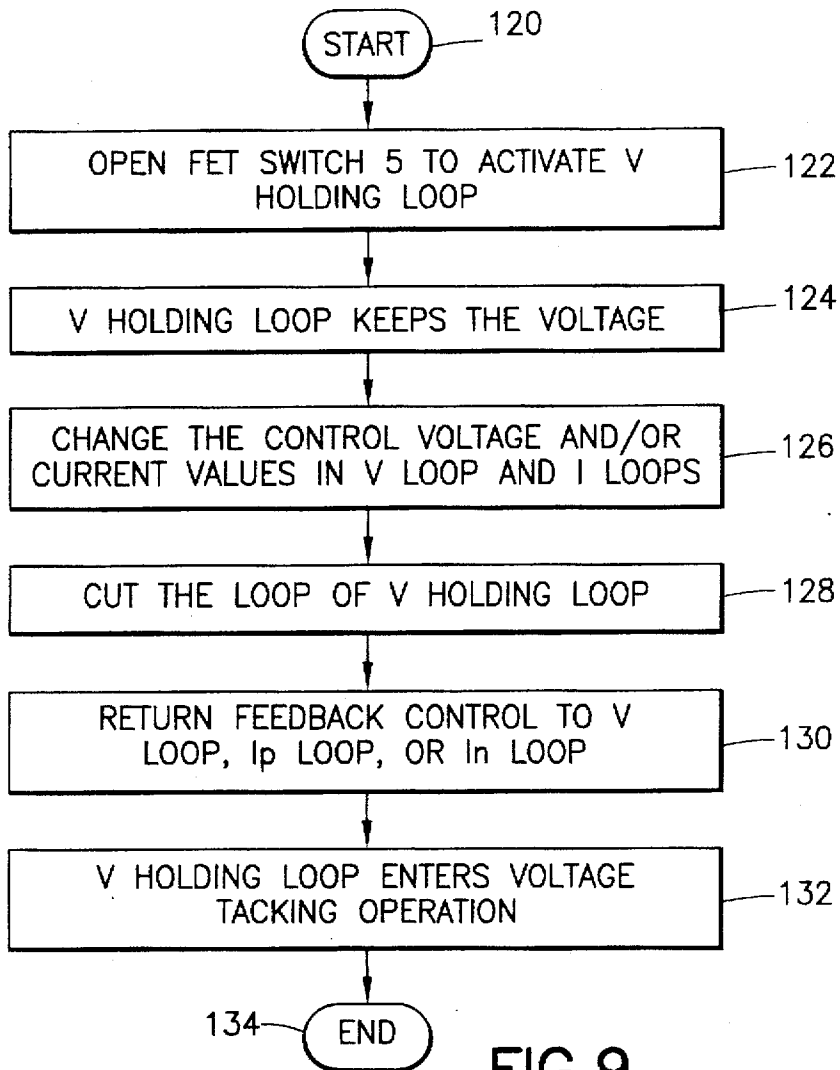 START
120
OPEN FET SWITCH 5 TO ACTIVATE V
HOLDING LOOP
122
V HOLDING LOOP KEEPS THE VOLTAGE
124
CHANGE THE CONTROL VOLTAGE AND/OR
CURRENT VALUES IN V LOOP AND I LOOPS
126
CUT THE LOOP OF V HOLDING LOOP
128
RETURN FEEDBACK CONTROL TO V
LOOP, Ip LOOP, OR In LOOP
130
V HOLDING LOOP ENTERS VOLTAGE
TACKING OPERATION
132
134
END
FIG.9